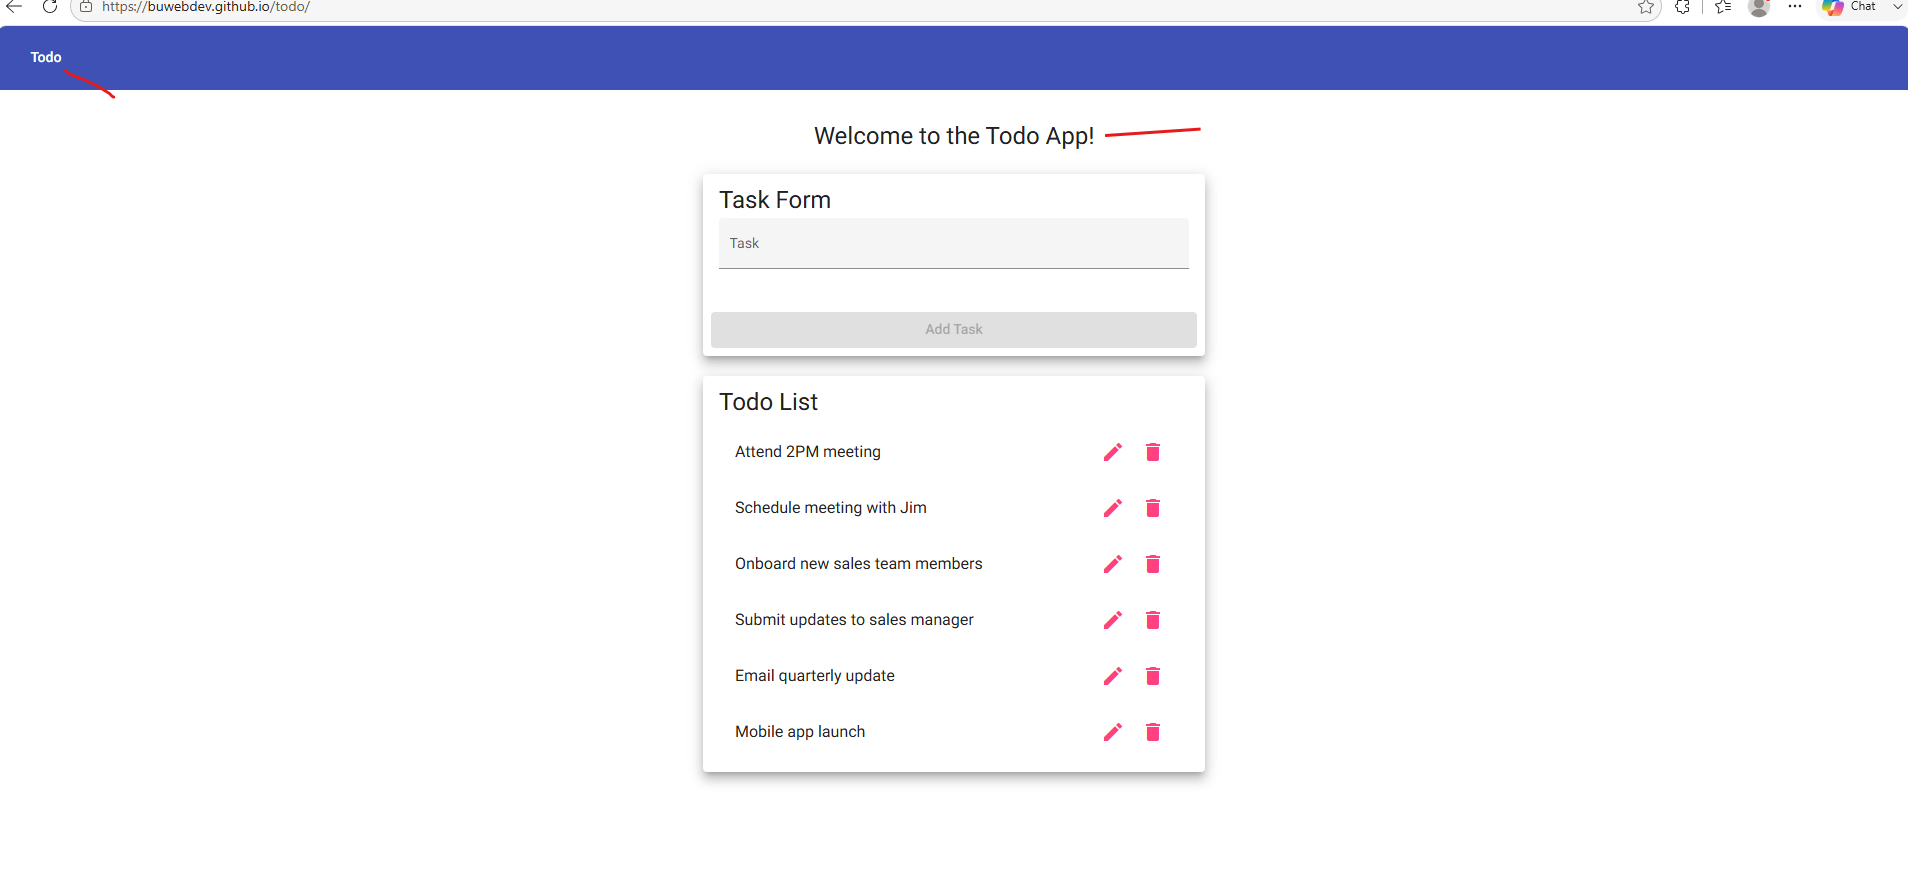 https://buwebdev.github.io/todo/
Chat
Todo
Welcome to the Todo App!
Task Form
Task
Add Task
Todo List
Attend 2PM meeting
Schedule meeting with Jim
Onboard new sales team members
Submit updates to sales manager
Email quarterly update
Mobile app launch